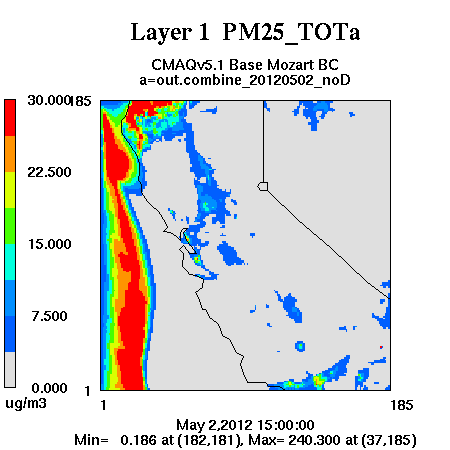 Layer 1 PM25_TOTa
CMAQv5.1 Base Mozart BC
a=out.combine_20120502_noD
30.000
185
22.500
15.000
7.500
0.000
1
ug/m3
1
185
May 2,2012 15:00:00
Min= 0.186 at (182,181), Max= 240.300 at (37,185)